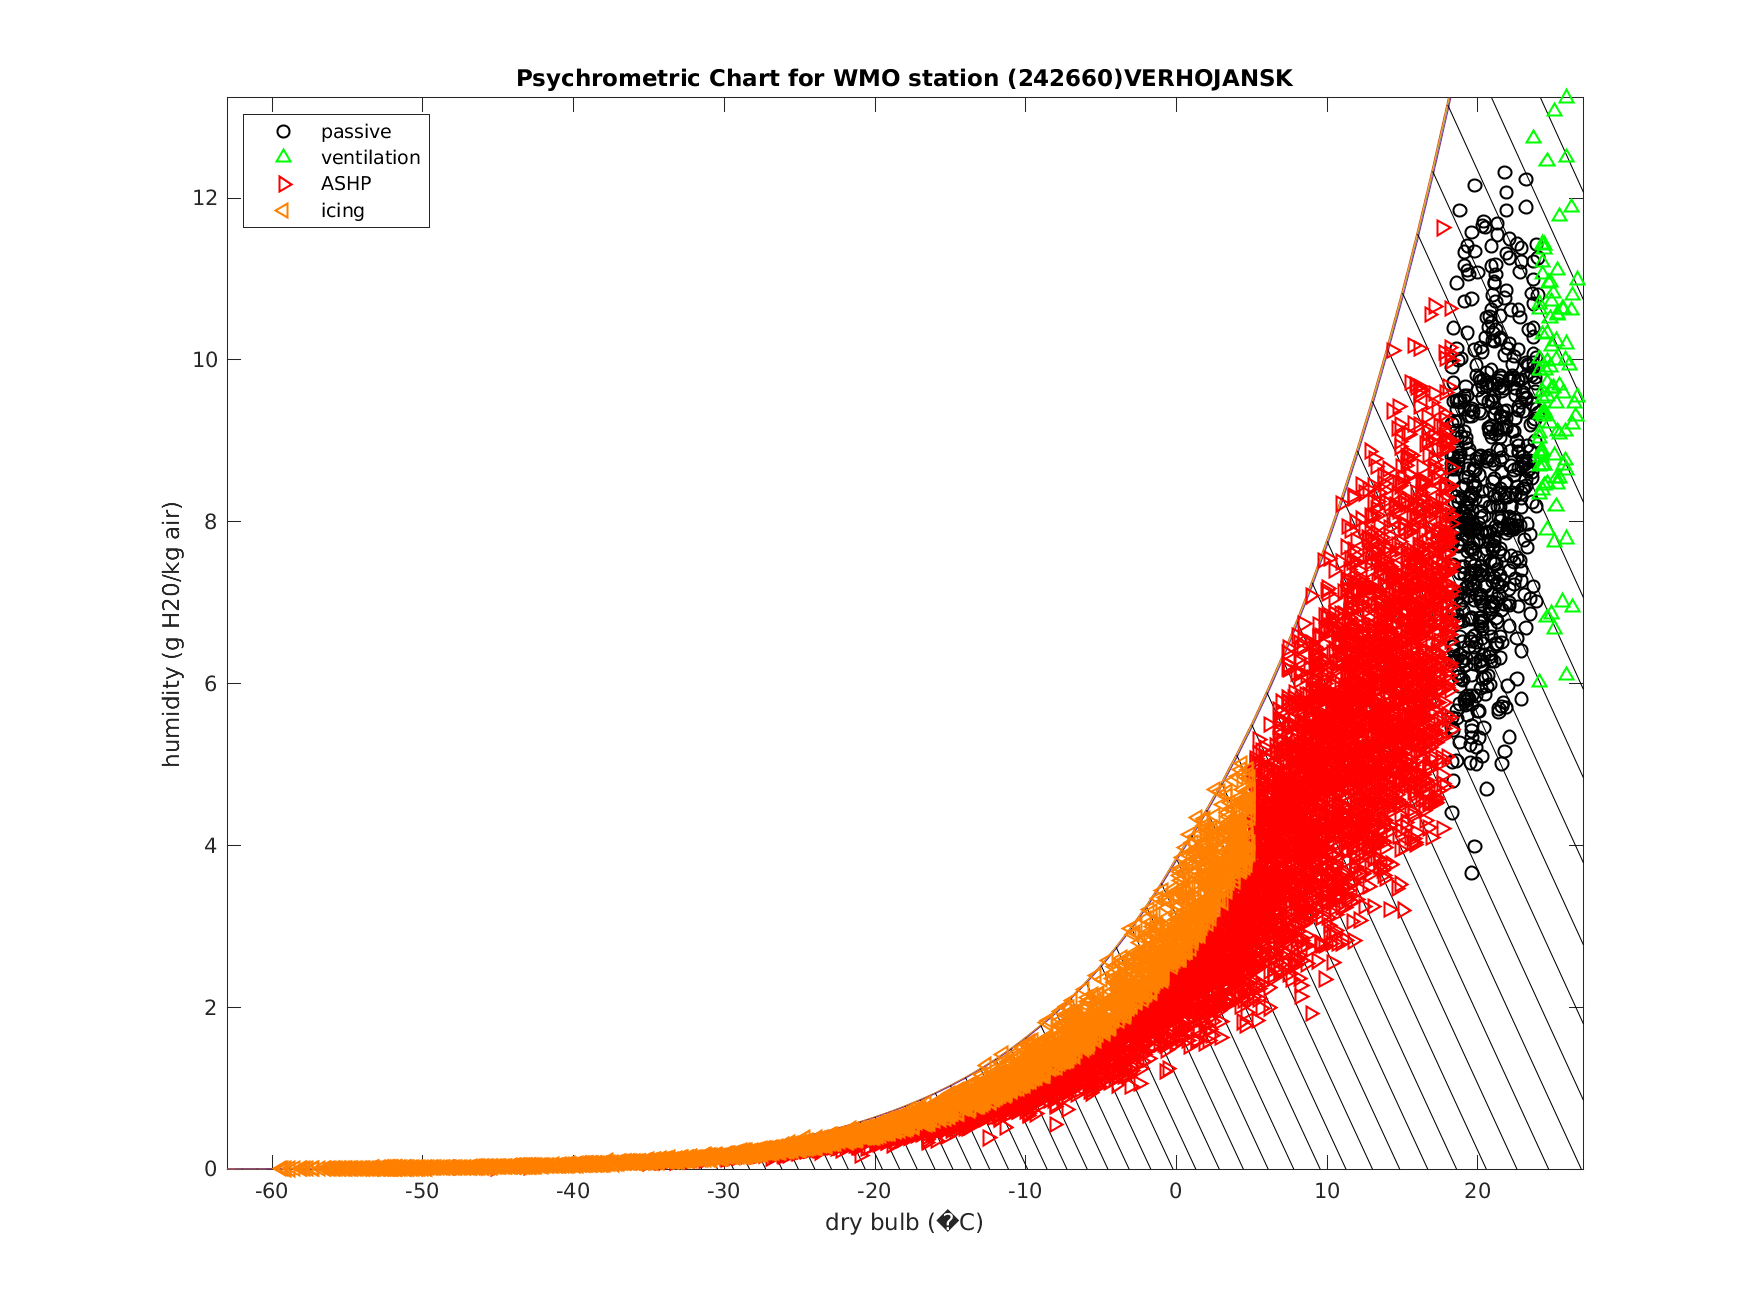 Psychrometric Chart for WMO station (242660)VERHOJANSK
passive
ventilation
ASHP
icing
humidity (g H20/kg air)
12
10
8
6
4
2
0
-60 -50 -40 -30 -20 -10 0 10 20
dry bulb (�C)